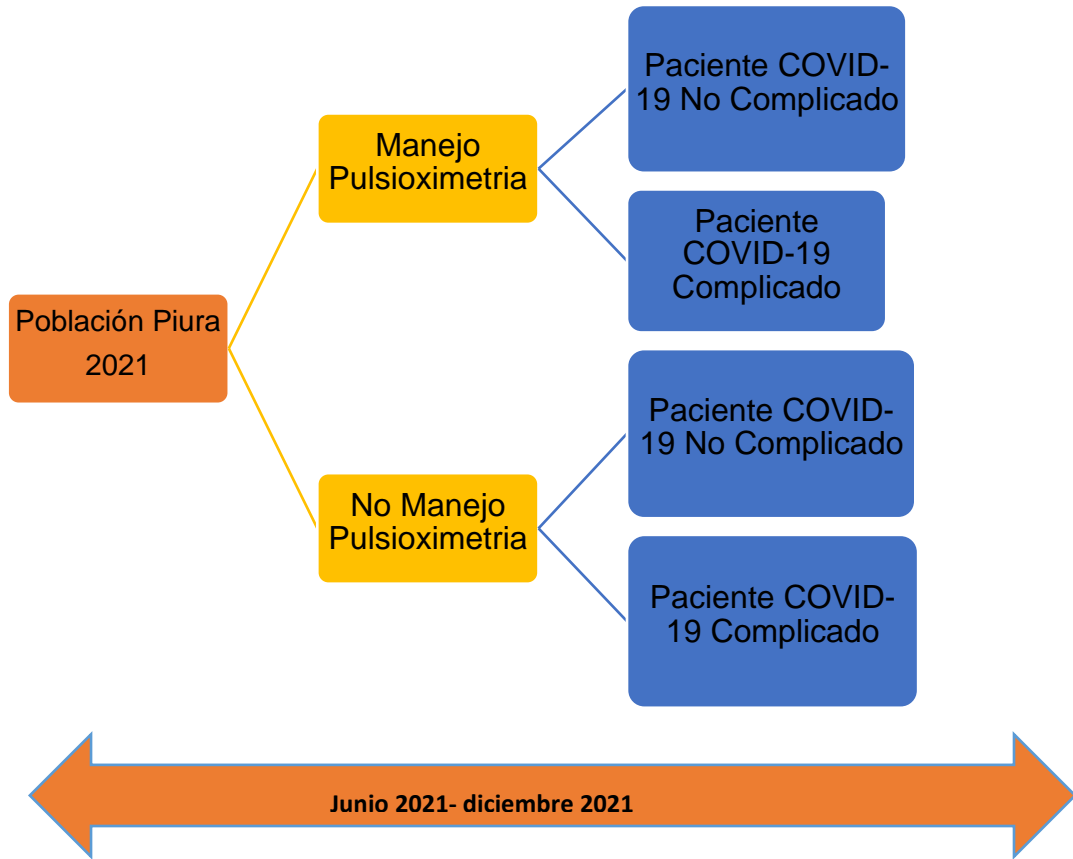 Población Piura
2021
Manejo
Pulsioximetria
Paciente COVID-
19 No Complicado
Paciente
COVID-19
Complicado
No Manejo
Pulsioximetria
Paciente COVID-
19 No Complicado
Paciente COVID-
19 Complicado
Junio 2021- diciembre 2021